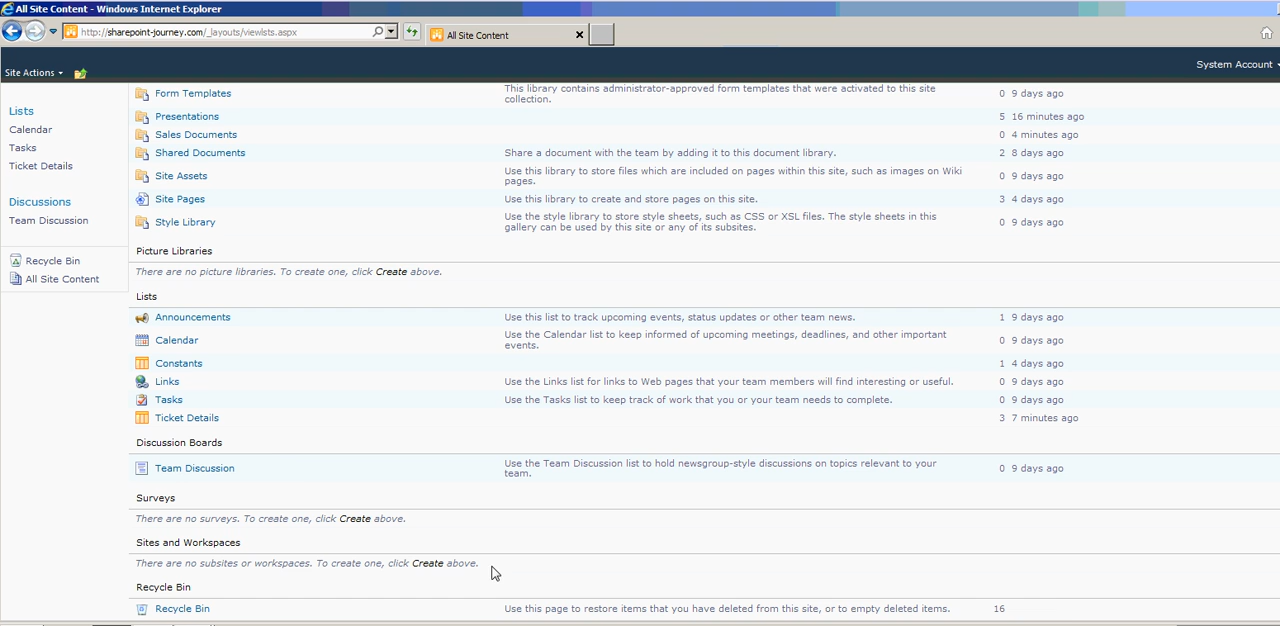 All Site Content - Windows Internet Explorer
http://sharepoint-journey.com/_layouts/viewlsts.aspx
All Site Content
Site Actions
System Account
Lists
Calendar
Tasks
Ticket Details
Discussions
Team Discussion
Recycle Bin
All Site Content
Form Templates This library contains administrator-approved form templates that were activated to this site 0 9 days ago
collection.
Presentations 5 16 minutes ago
Sales Documents 0 4 minutes ago
Shared Documents Share a document with the team by adding it to this document library. 2 8 days ago
Site Assets Use this library to store files which are included on pages within this site, such as images on Wiki 0 9 days ago
pages.
Site Pages Use this library to create and store pages on this site. 3 4 days ago
Style Library Use the style library to store style sheets, such as CSS or XSL files. The style sheets in this 0 9 days ago
gallery can be used by this site or any of its subsites.
Picture Libraries
There are no picture libraries. To create one, click Create above.
Lists
Announcements Use this list to track upcoming events, status updates or other team news. 1 9 days ago
Calendar Use the Calendar list to keep informed of upcoming meetings, deadlines, and other important 0 9 days ago
events.
Constants 1 4 days ago
Links Use the Links list for links to Web pages that your team members will find interesting or useful. 0 9 days ago
Tasks Use the Tasks list to keep track of work that you or your team needs to complete. 0 9 days ago
Ticket Details 3 7 minutes ago
Discussion Boards
Team Discussion Use the Team Discussion list to hold newsgroup-style discussions on topics relevant to your 0 9 days ago
team.
Surveys
There are no surveys. To create one, click Create above.
Sites and Workspaces
There are no subsites or workspaces. To create one, click Create above.
Recycle Bin
Recycle Bin Use this page to restore items that you have deleted from this site, or to empty deleted items. 16